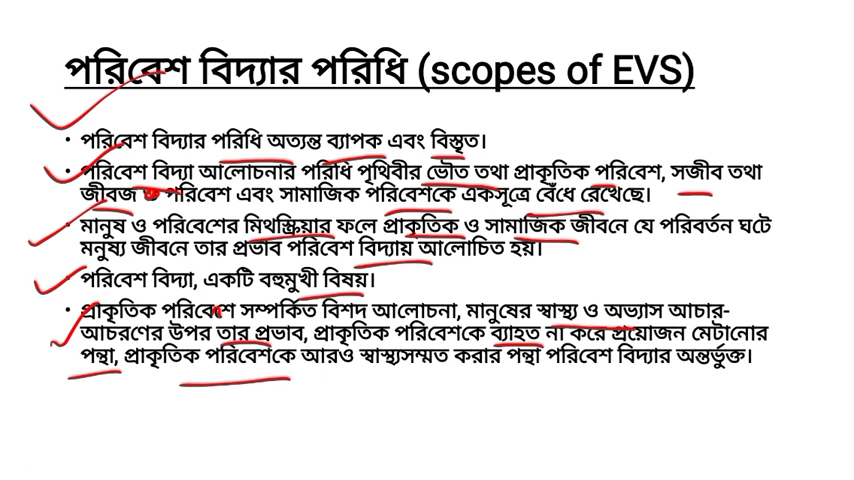 পরিবেশ বিদ্যার পরিধি (scopes of EVS)
• পরিবেশ বিদ্যার পরিধি অত্যন্ত ব্যাপক এবং বিস্তৃত।
• পরিবেশ বিদ্যা আলোচনার পরিধি পৃথিবীর ভৌত তথা প্রাকৃতিক পরিবেশ, সজীব তথা
জীবজ পরিবেশ এবং সামাজিক পরিবেশকে একসূত্রে বেঁধে রেখেছে।
• মানুষ ও পরিবেশের মিথস্ক্রিয়ার ফলে প্রাকৃতিক ও সামাজিক জীবনে যে পরিবর্তন ঘটে
মনুষ্য জীবনে তার প্রভাব পরিবেশ বিদ্যায় আলোচিত হয়।
• পরিবেশ বিদ্যা, একটি বহুমুখী বিষয়।
• প্রাকৃতিক পরিবেশ সম্পর্কিত বিশদ আলোচনা, মানুষের স্বাস্থ্য ও অভ্যাস আচার-
আচরণের উপর তার প্রভাব, প্রাকৃতিক পরিবেশকে ব্যাহত না করে প্রয়োজন মেটানোর
পন্থা, প্রাকৃতিক পরিবেশকে আরও স্বাস্থ্যসম্মত করার পন্থা পরিবেশ বিদ্যার অন্তর্ভুক্ত।